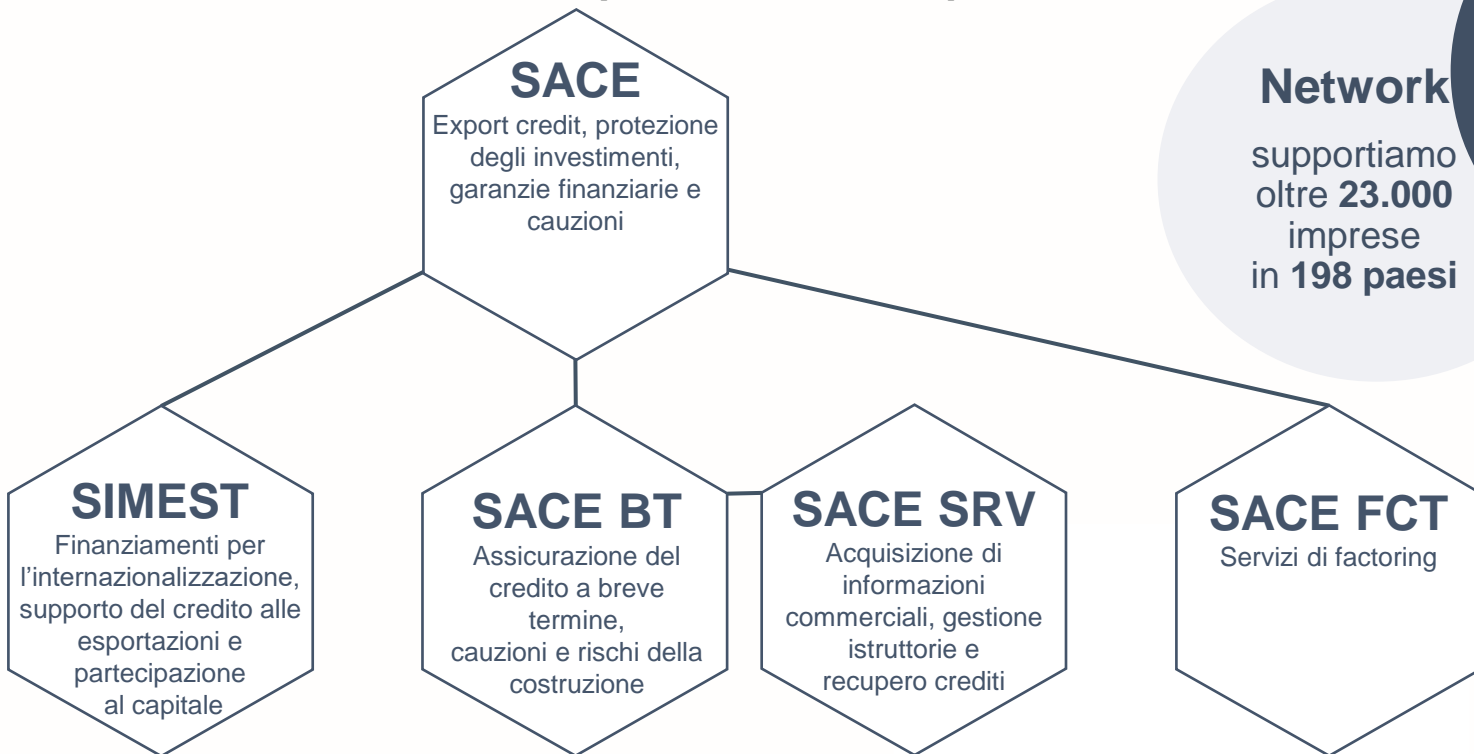 SACE
Export credit, protezione
degli investimenti,
garanzie finanziarie e
cauzioni
Network
supportiamo
oltre 23.000
imprese
in 198 paesi
SIMEST
Finanziamenti per
l'internazionalizzazione,
supporto del credito alle
esportazioni e
partecipazione
al capitale
SACE BT
Assicurazione del
credito a breve
termine,
cauzioni e rischi della
costruzione
SACE SRV
Acquisizione di
informazioni
commerciali, gestione
istruttorie e
recupero crediti
SACE FCT
Servizi di factoring